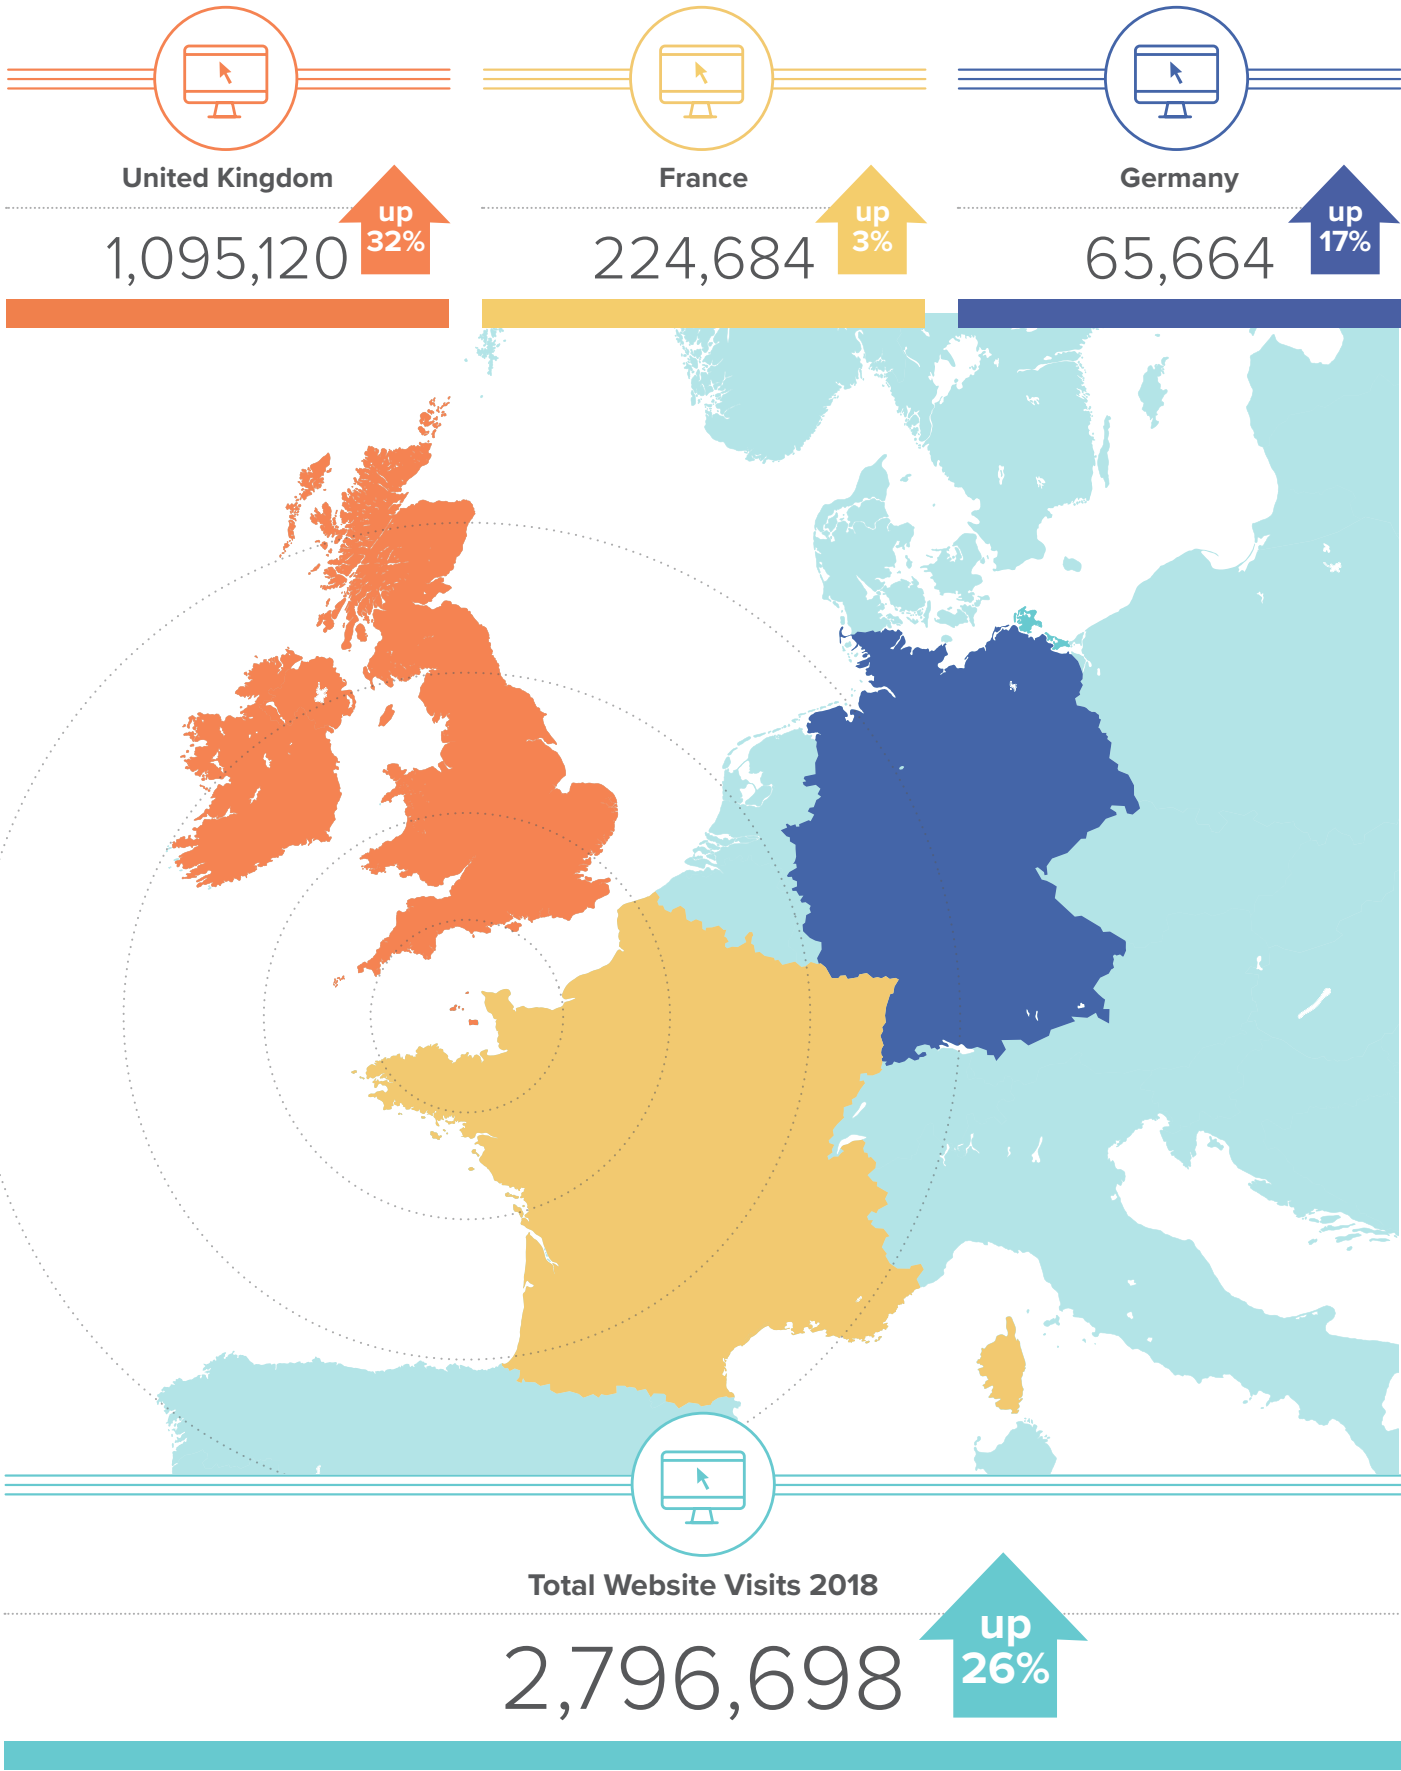 United Kingdom
up
32%
1,095,120
France
up
3%
224,684
Germany
up
17%
65,664
Total Website Visits 2018
up
26%
2,796,698